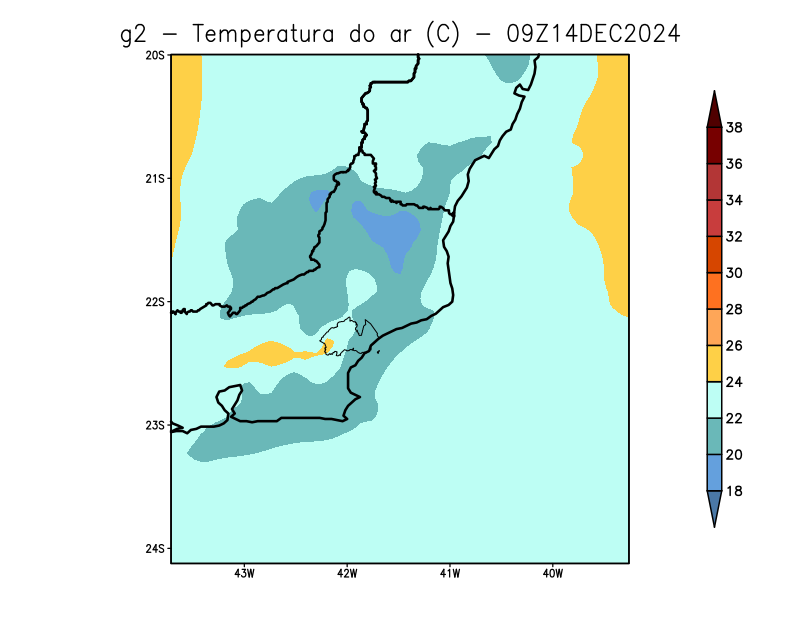 g2 – Temperatura do ar (C) – 09Z14DEC2024
20S
21S
22S
23S
24S
43W
42W
41W
40W
38
36
34
32
30
28
26
24
22
20
18